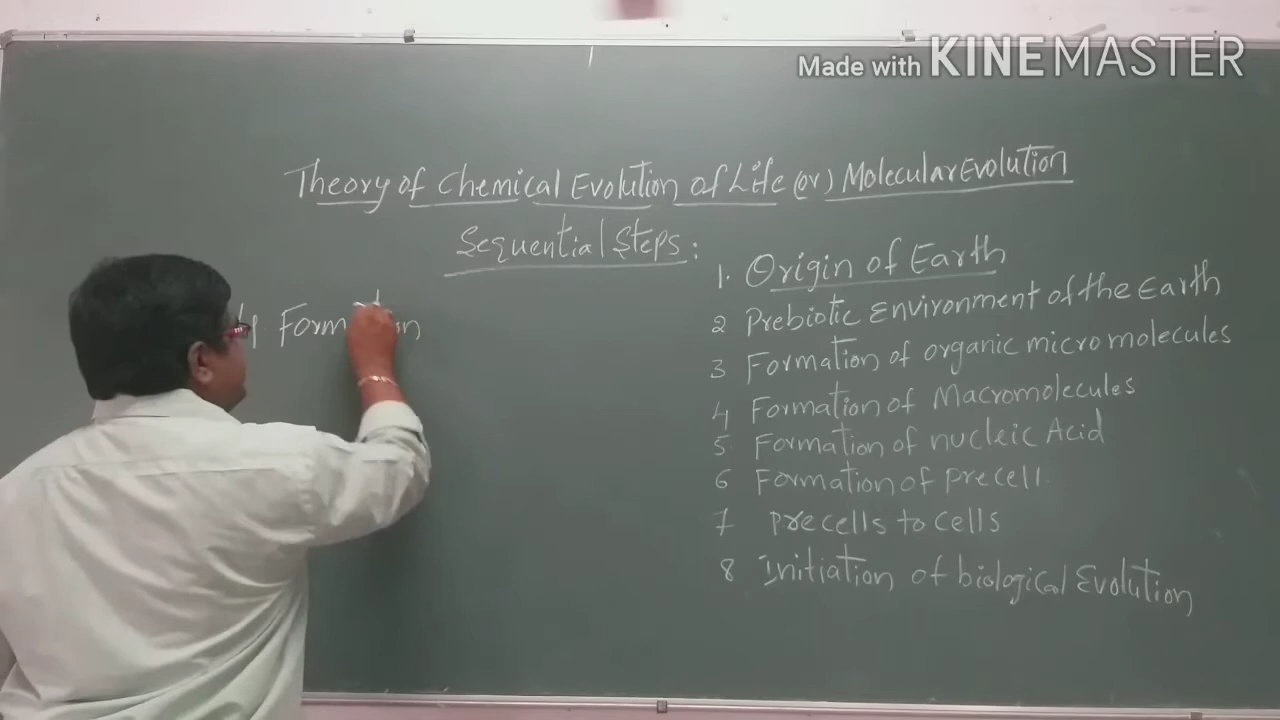 Made with KINEMASTER
Theory of Chemical Evolution of Life (or) Molecular Evolution
Sequential Steps:
1. Origin of Earth
2 Prebiotic Environment of the Earth
3 Formation of organic micromolecules
4 Formation of Macromolecules
5. Formation of nucleic Acid
6 Formation of precell.
7 precells to cells
8 Initiation of biological Evolution